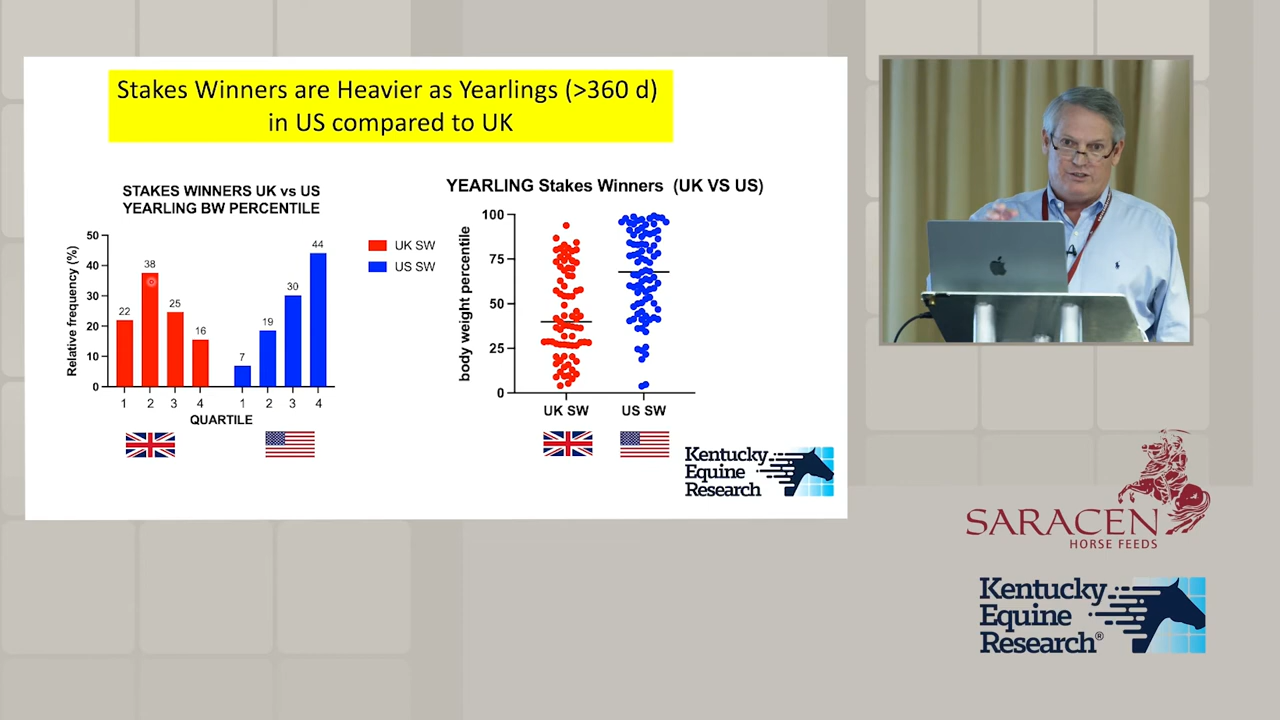 Stakes Winners are Heavier as Yearlings (>360 d)
in US compared to UK
STAKES WINNERS UK vs US
YEARLING BW PERCENTILE
Relative frequency (%)
50
40
30
20
10
0
22
38
25
16
7
19
30
44
1 2 3 4 1 2 3 4
QUARTILE
UK SW
US SW
YEARLING Stakes Winners (UK VS US)
body weight percentile
100
75
50
25
0
UK SW US SW
Kentucky
Equine
Research
SARACEN
HORSE FEEDS
Kentucky
Equine
Research®